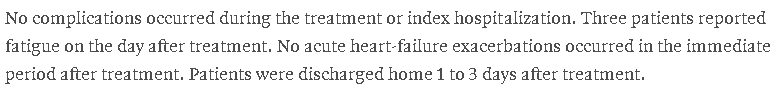 No complications occurred during the treatment or index hospitalization. Three patients reported
fatigue on the day after treatment. No acute heart-failure exacerbations occurred in the immediate
period after treatment. Patients were discharged home 1 to 3 days after treatment.